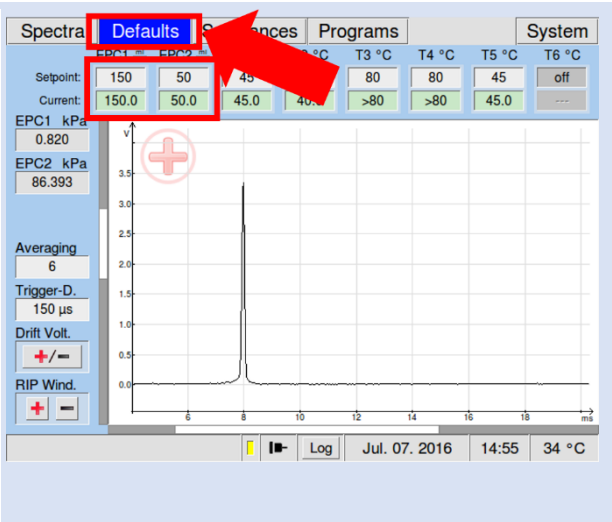 Spectra Defaults Programs System
EPC1 EPC2 °C T3 °C T4 °C T5 °C T6 °C
Setpoint: 150 50 45 80 80 45 off
Current: 150.0 50.0 45.0 >80 >80 45.0 ---
EPC1 kPa
0.820
EPC2 kPa
86.393
Averaging
6
Trigger-D.
150 µs
Drift Volt.
+/-
RIP Wind.
+ -
V
3.5
3.0
2.5
2.0
1.5
1.0
0.5
0.0
6 8 10 12 14 16 18 ms
Log Jul. 07. 2016 14:55 34 °C